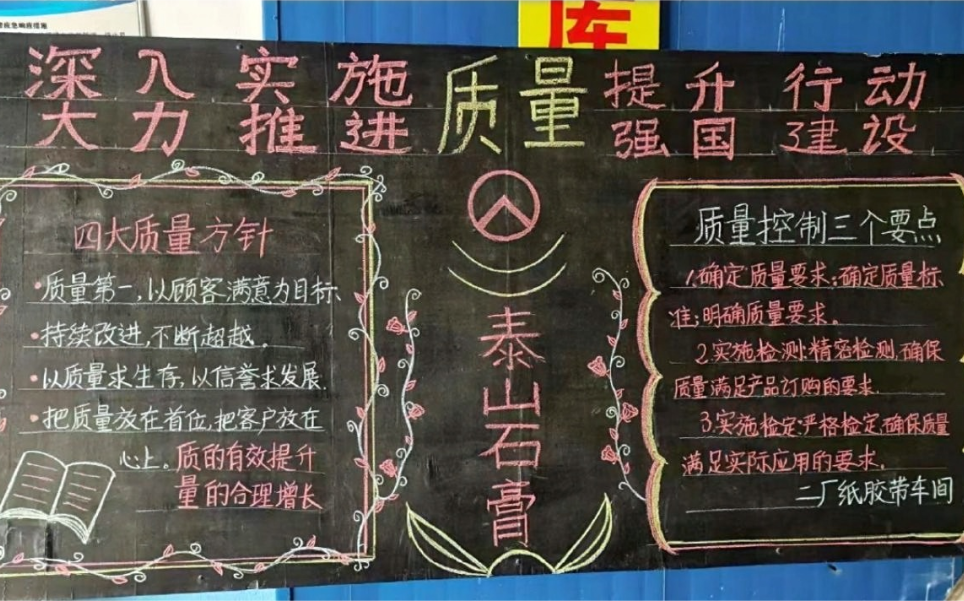 库
深入实施质量提升行动
大力推进质量强国建设
四大质量方针
·质量第一,以顾客满意为目标
·持续改进,不断超越。
·以质量求生存,以信誉求发展.
·把质量放在首位,把客户放在
心上。
质的有效提升
量的合理增长
泰山石膏
质量控制三个要点
1.确定质量要求:确定质量标
准;明确质量要求。
2.实施检测:精密检测,确保
质量满足产品订购的要求.
3.实施检定:严格检定,确保质量
满足实际应用的要求.
二厂纸胶带车间